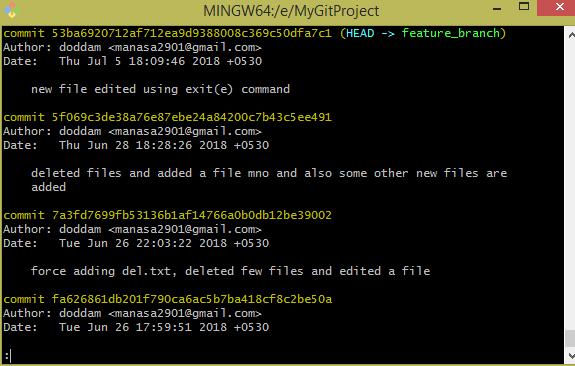 MINGW64:/e/MyGitProject
commit 53ba6920712af712ea9d9388008c369c50dfa7c1 (HEAD -> feature_branch)
Author: doddam <manasa2901@gmail.com>
Date:   Thu Jul 5 18:09:46 2018 +0530
new file edited using exit(e) command
commit 5f069c3de38a76e87ebe24a84200c7b43c5ee491
Author: doddam <manasa2901@gmail.com>
Date:   Thu Jun 28 18:28:26 2018 +0530
deleted files and added a file mno and also some other new files are
added
commit 7a3fd7699fb53136b1af14766a0b0db12be39002
Author: doddam <manasa2901@gmail.com>
Date:   Tue Jun 26 22:03:22 2018 +0530
force adding del.txt, deleted few files and edited a file
commit fa626861db201f790ca6ac5b7ba418cf8c2be50a
Author: doddam <manasa2901@gmail.com>
Date:   Tue Jun 26 17:59:51 2018 +0530
: